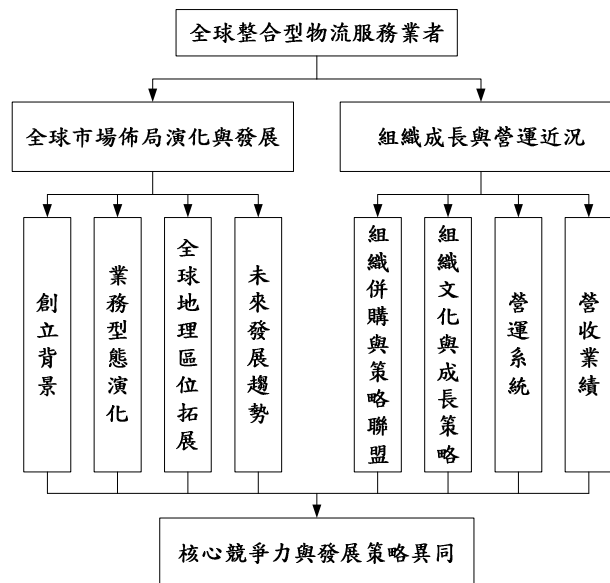 全球整合型物流服務業者
全球市場佈局演化與發展
組織成長與營運近況
創立背景
業務型態演化
全球地理區位拓展
未來發展趨勢
組織併購與策略聯盟
組織文化與成長策略
營運系統
營收業績
核心競爭力與發展策略異同